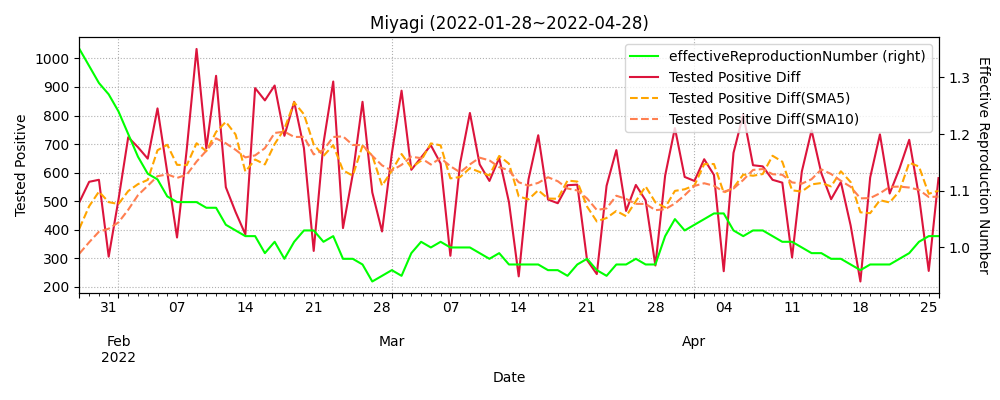 Miyagi (2022-01-28~2022-04-28)
effectiveReproductionNumber (right)
Tested Positive Diff
Tested Positive Diff(SMA5)
Tested Positive Diff(SMA10)
Tested Positive
1000
900
800
700
600
500
400
300
200
1.3
1.2
1.1
1.0
Effective Reproduction Number
31 07 14 21 28 07 14 21 28 04 11 18 25
Feb Mar Apr
2022
Date